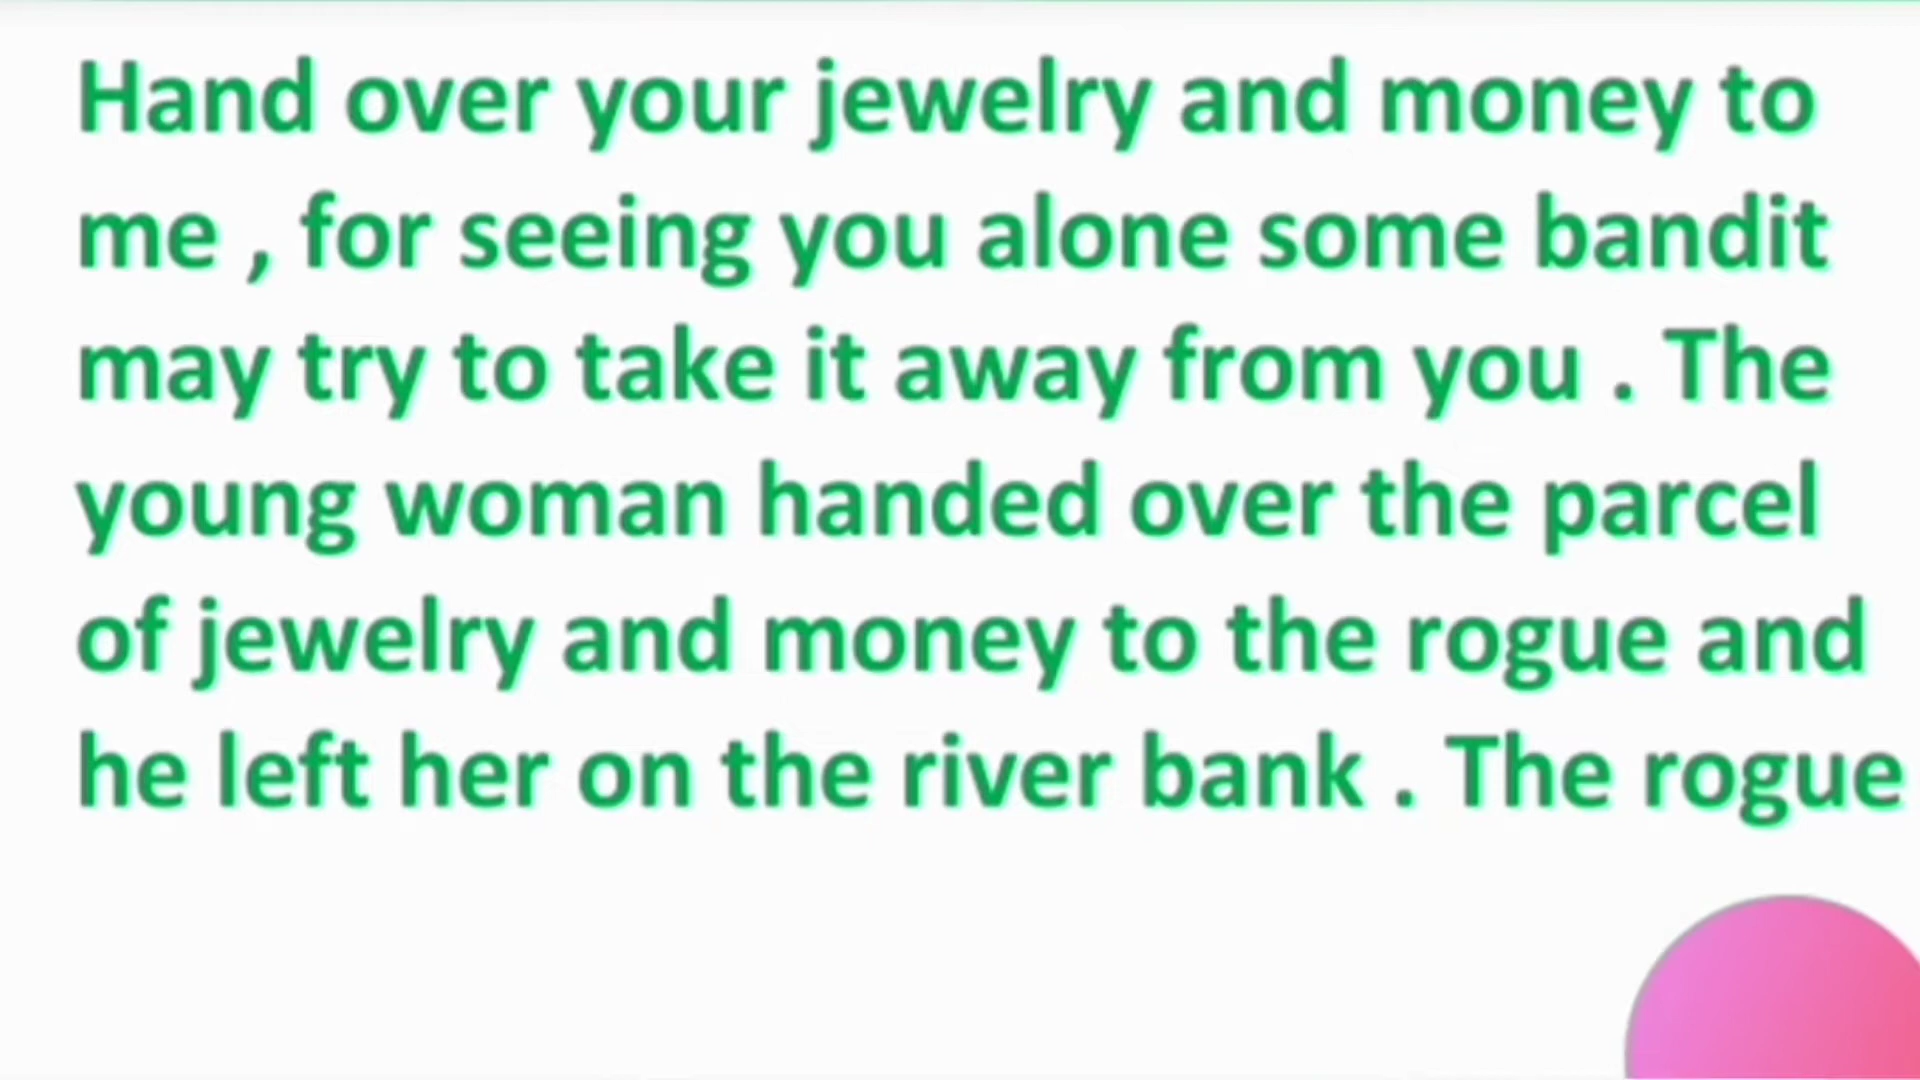 Hand over your jewelry and money to
me , for seeing you alone some bandit
may try to take it away from you . The
young woman handed over the parcel
of jewelry and money to the rogue and
he left her on the river bank . The rogue